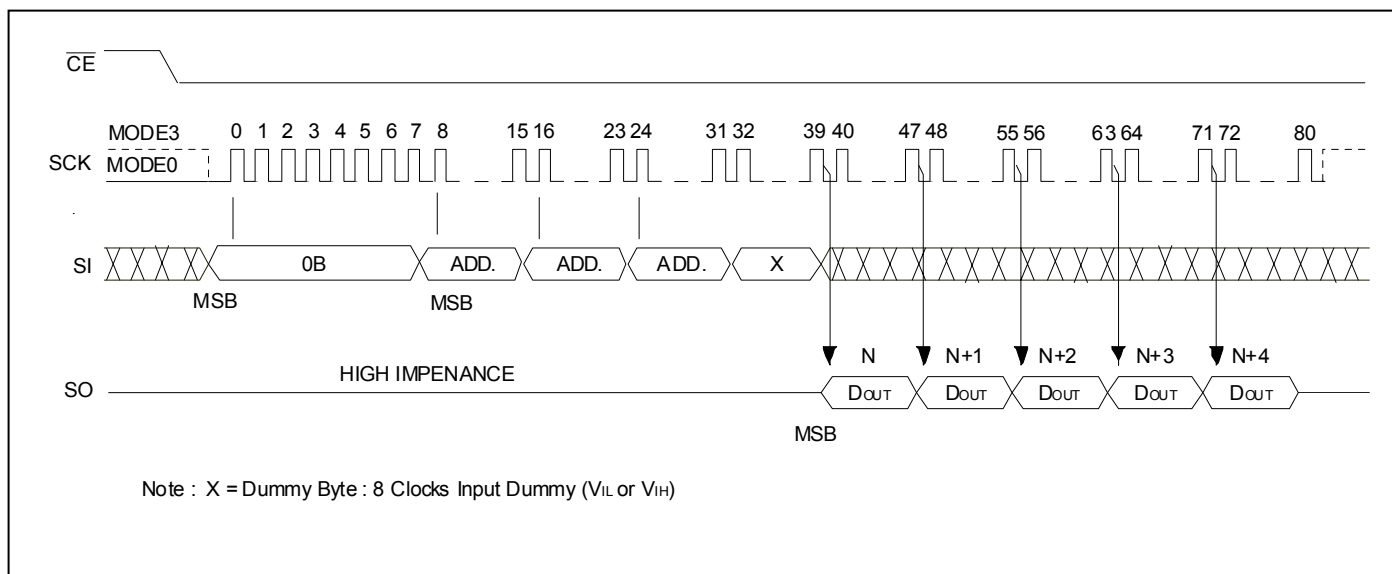 CE
MODE3 0 1 2 3 4 5 6 7 8 15 16 23 24 31 32 39 40 47 48 55 56 63 64 71 72 80
SCK MODE0
SI 0B ADD. ADD. ADD. X
MSB MSB
N N+1 N+2 N+3 N+4
HIGH IMPENANCE
SO DOUT DOUT DOUT DOUT DOUT
MSB
Note : X = Dummy Byte : 8 Clocks Input Dummy (VIL or VIH)